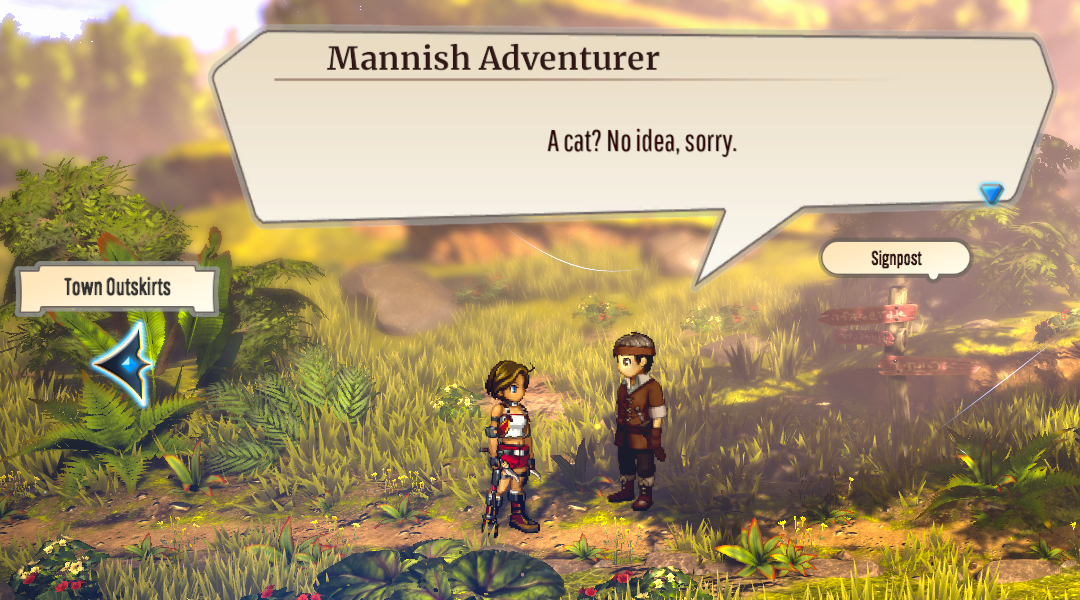 Mannish Adventurer
A cat? No idea, sorry.
Town Outskirts
Signpost